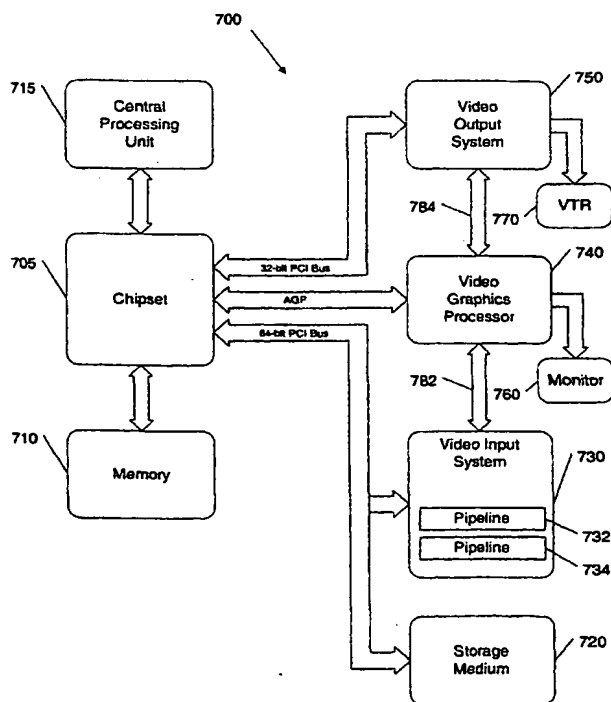 700
715
Central
Processing
Unit
750
Video
Output
System
784
770
VTR
705
Chipset
32-bit PCI Bus
AGP
64-bit PCI Bus
740
Video
Graphics
Processor
782
760
Monitor
710
Memory
Video Input
System
730
Pipeline
732
Pipeline
734
Storage
Medium
720